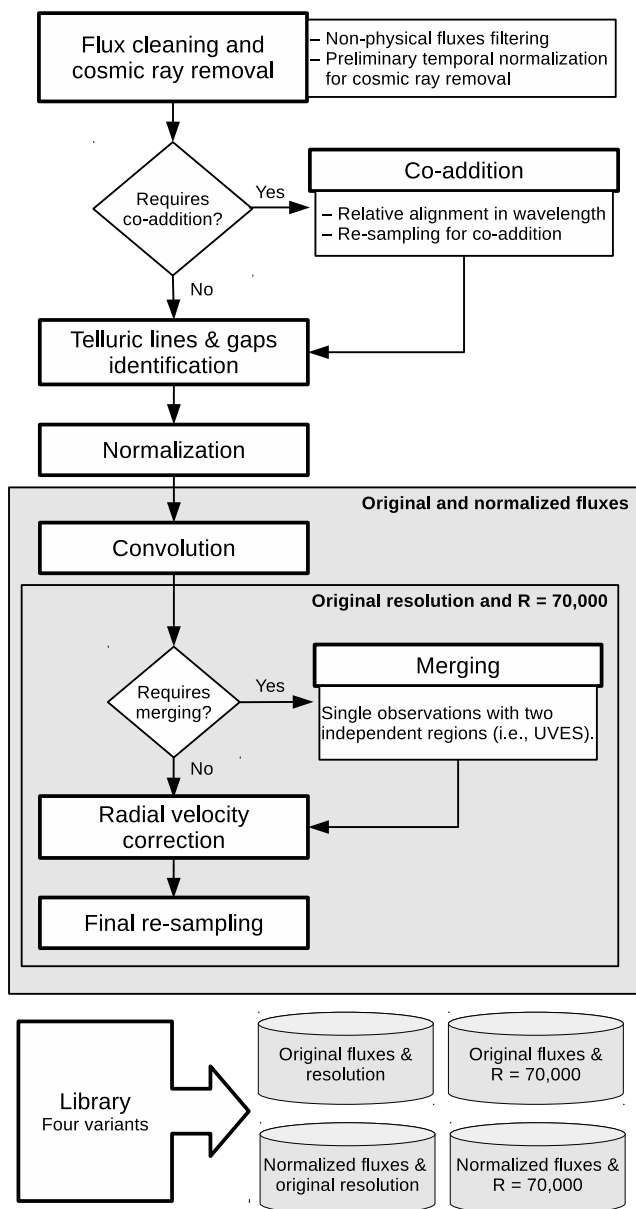 Flux cleaning and
cosmic ray removal
– Non-physical fluxes filtering
– Preliminary temporal normalization
for cosmic ray removal
Requires
co-addition?
Yes
Co-addition
– Relative alignment in wavelength
– Re-sampling for co-addition
No
Telluric lines & gaps
identification
Normalization
Original and normalized fluxes
Convolution
Original resolution and R = 70,000
Requires
merging?
Yes
Merging
Single observations with two
independent regions (i.e., UVES).
No
Radial velocity
correction
Final re-sampling
Library
Four variants
Original fluxes &
resolution
Original fluxes &
R = 70,000
Normalized fluxes &
original resolution
Normalized fluxes &
R = 70,000